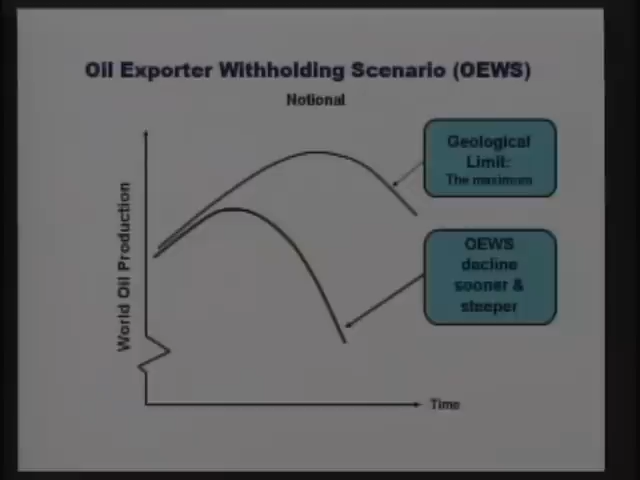 Oil Exporter Withholding Scenario (OEWS)
Notional
Geological
Limit:
The maximum
OEWS
decline
sooner &
steeper
World Oil Production
Time